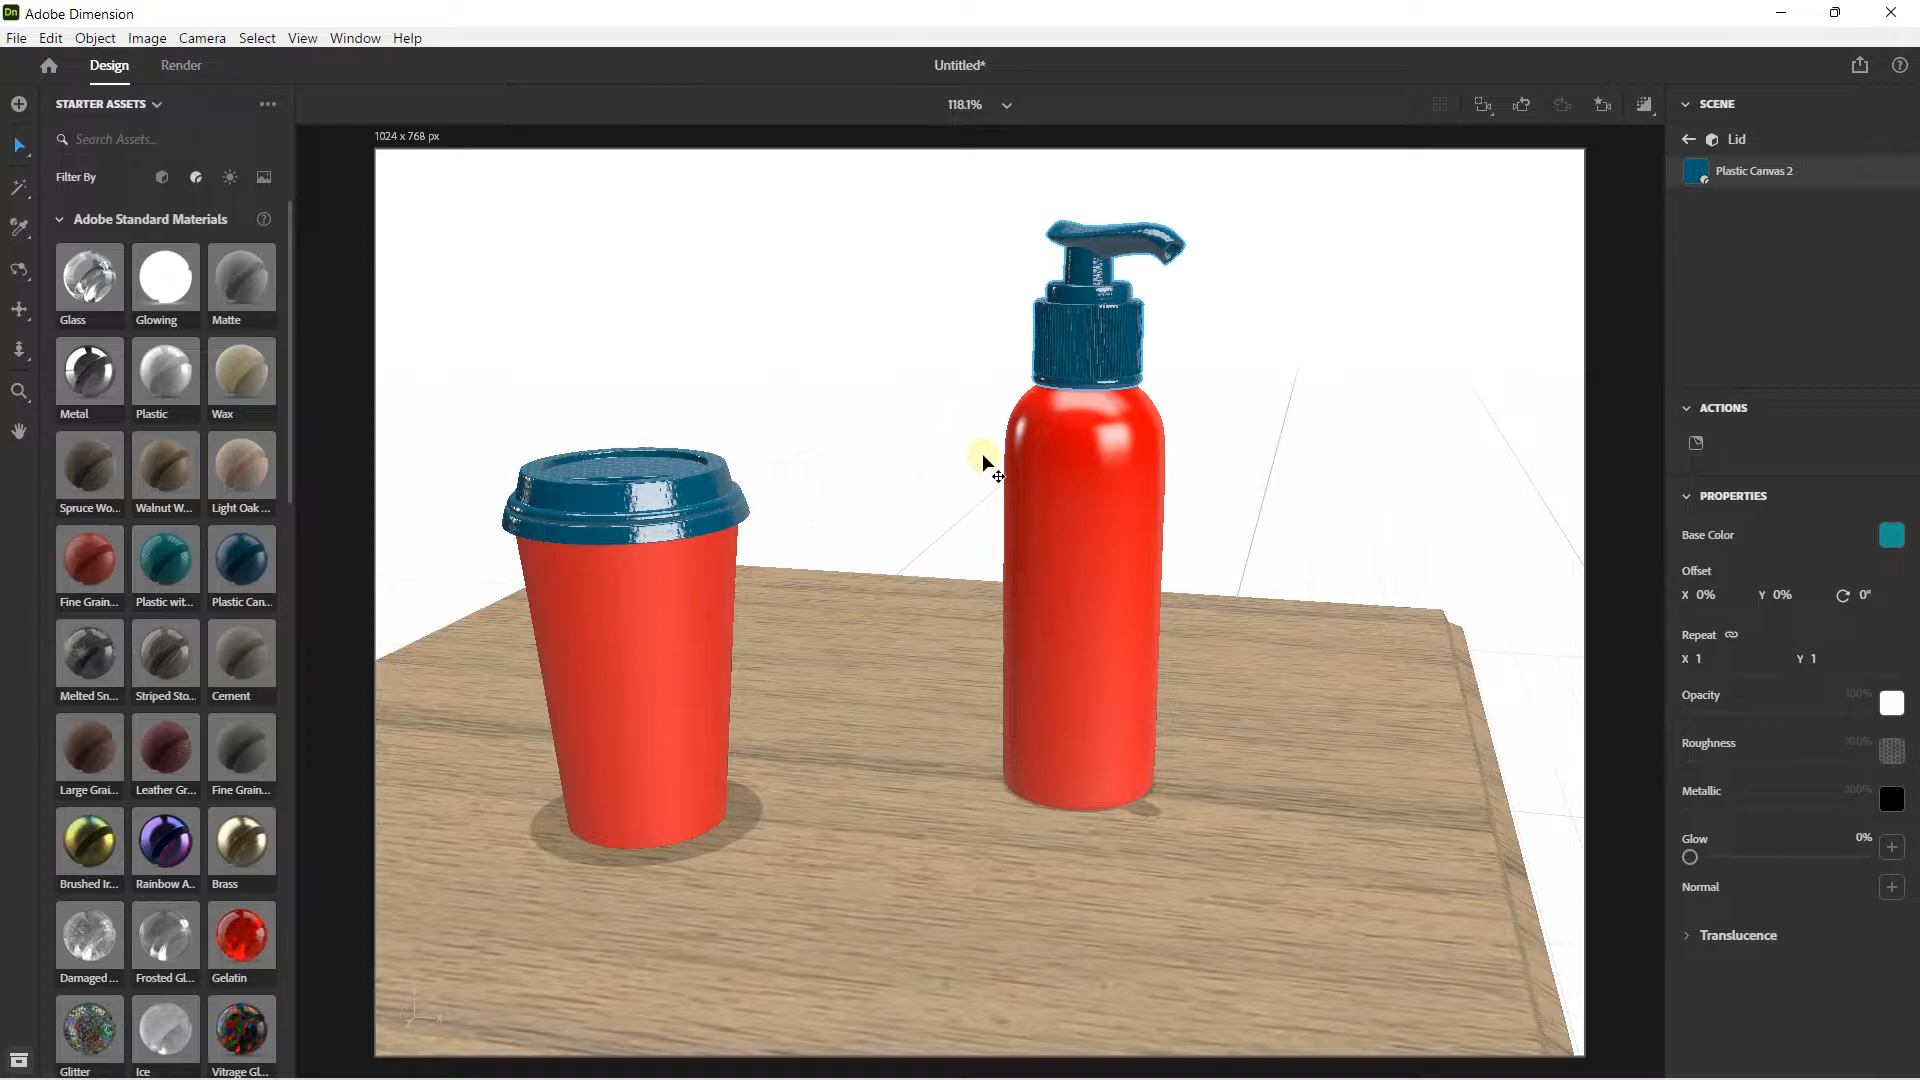 Dn Adobe Dimension
File Edit Object Image Camera Select View Window Help
Design Render Untitled*
STARTER ASSETS
118.1%
SCENE
1024 x 768 px
Search Assets...
Lid
Filter By
Plastic Canvas 2
Adobe Standard Materials
Glass Glowing Matte
Metal Plastic Wax
ACTIONS
Spruce Wo... Walnut W... Light Oak ...
PROPERTIES
Base Color
Offset
X 0% Y 0% 0°
Fine Grain... Plastic wit... Plastic Can...
Repeat
X 1 Y 1
Melted Sn... Striped Sto... Cement
Opacity 100%
Roughness 100%
Metallic 100%
Large Grai... Leather Gr... Fine Grain...
Glow 0%
Normal
Brushed Ir... Rainbow A... Brass
Translucence
Damaged ... Frosted Gl... Gelatin
X
Glitter Ice Vitrage Gl...